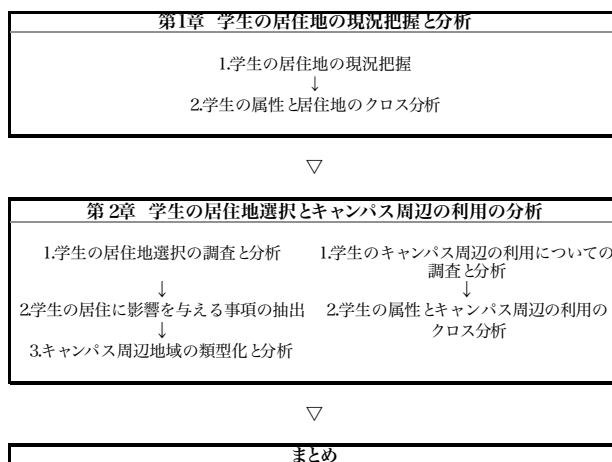 第1章 学生の居住地の現況把握と分析
1.学生の居住地の現況把握
↓
2.学生の属性と居住地のクロス分析
▽
第2章 学生の居住地選択とキャンパス周辺の利用の分析
1.学生の居住地選択の調査と分析
↓
2.学生の居住に影響を与える事項の抽出
↓
3.キャンパス周辺地域の類型化と分析
1.学生のキャンパス周辺の利用についての
調査と分析
↓
2.学生の属性とキャンパス周辺の利用の
クロス分析
▽
まとめ